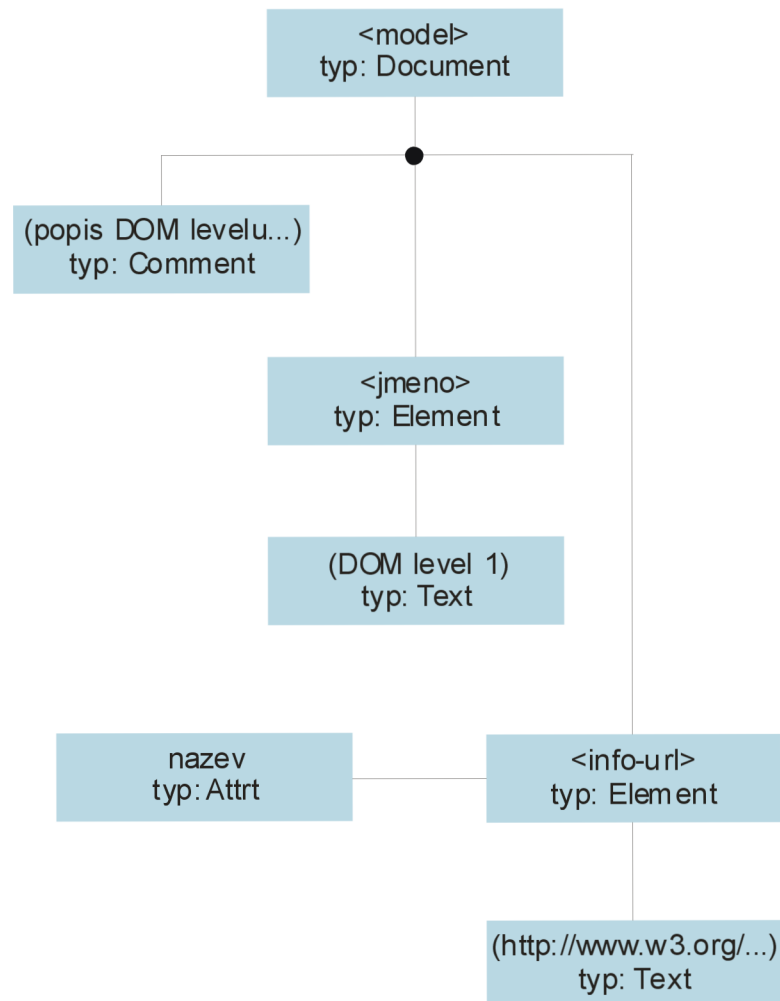 <model>
typ: Document
(popis DOM levelu...)
typ: Comment
<jmeno>
typ: Element
(DOM level 1)
typ: Text
nazev
typ: Attrt
<info-url>
typ: Element
(http://www.w3.org/...)
typ: Text